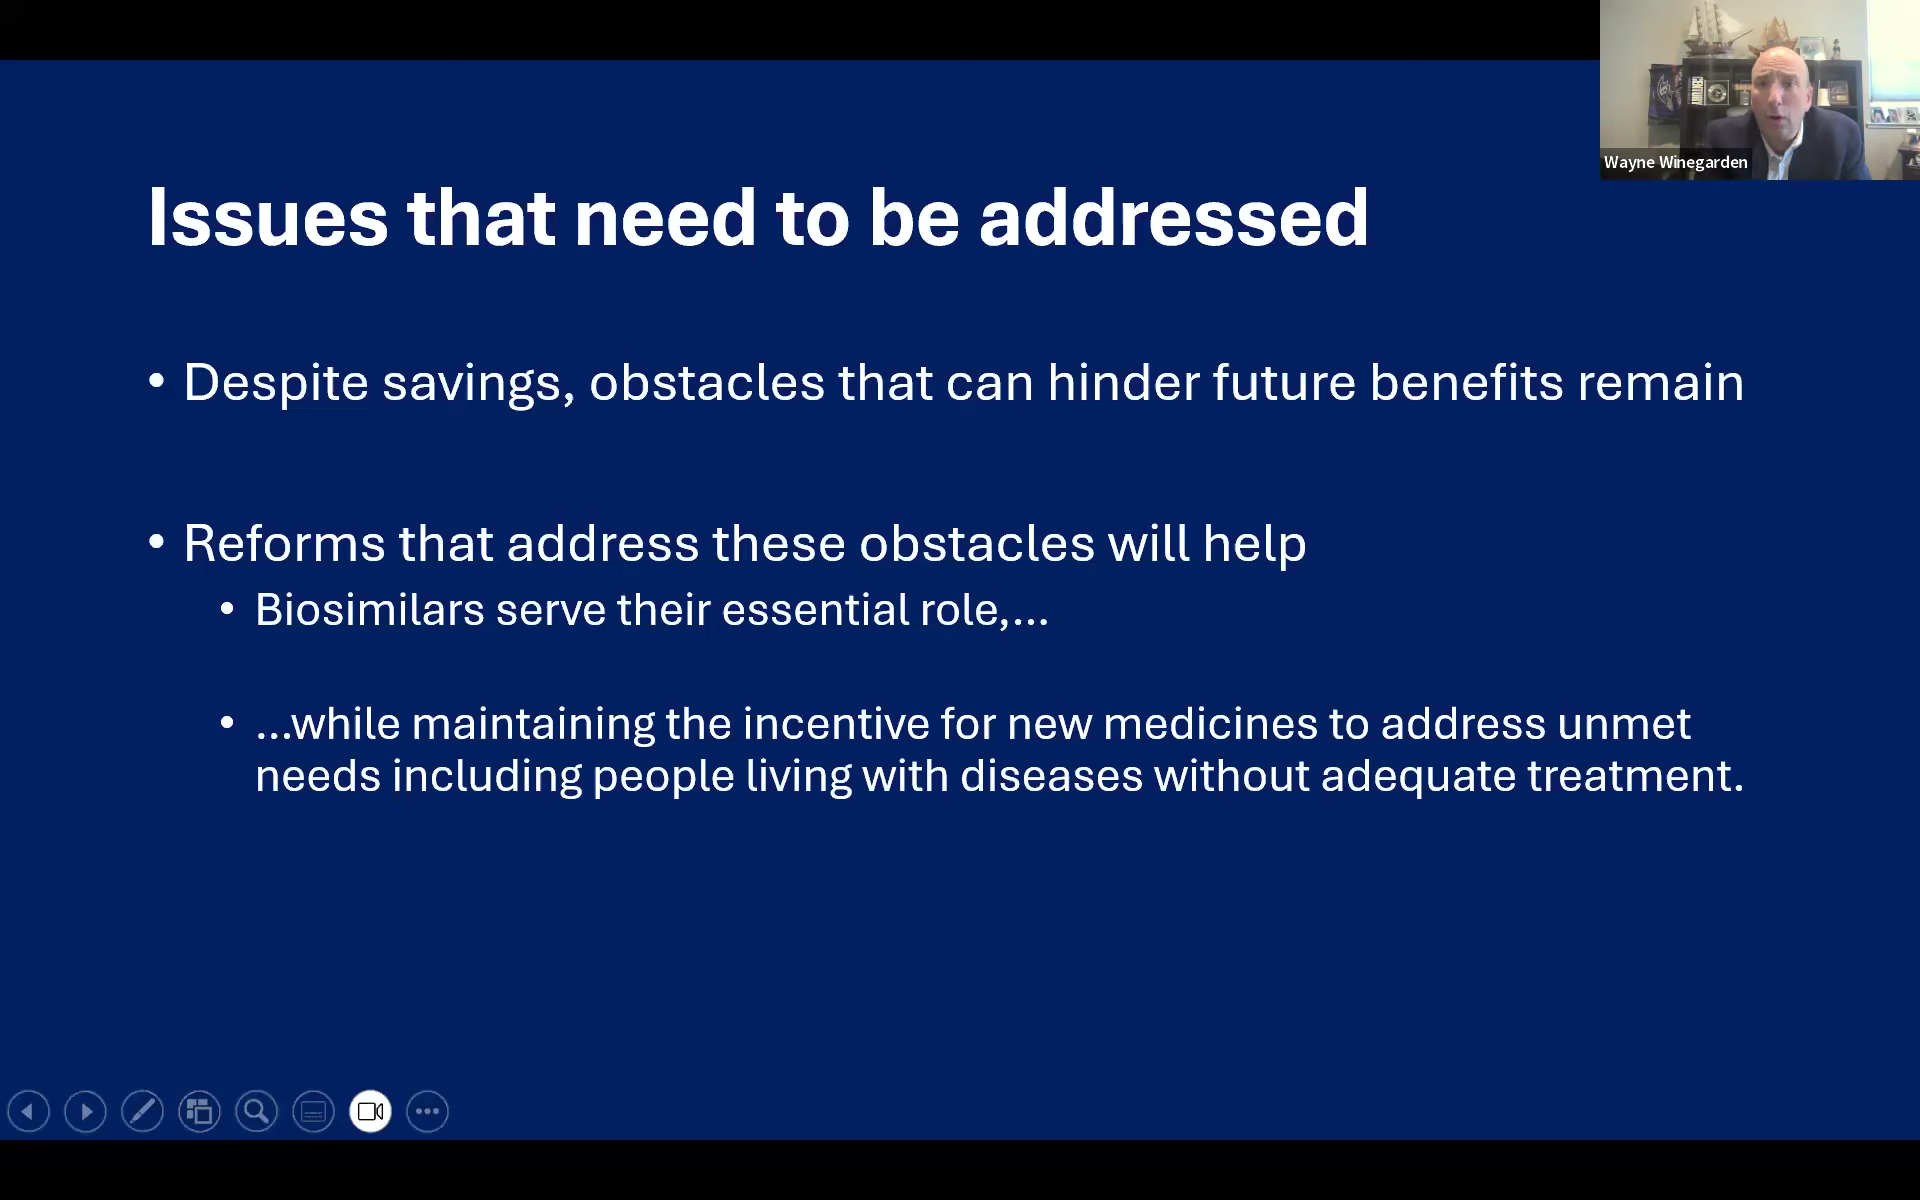 Wayne Winegarden
Issues that need to be addressed
• Despite savings, obstacles that can hinder future benefits remain
• Reforms that address these obstacles will help
• Biosimilars serve their essential role,...
• ...while maintaining the incentive for new medicines to address unmet
needs including people living with diseases without adequate treatment.